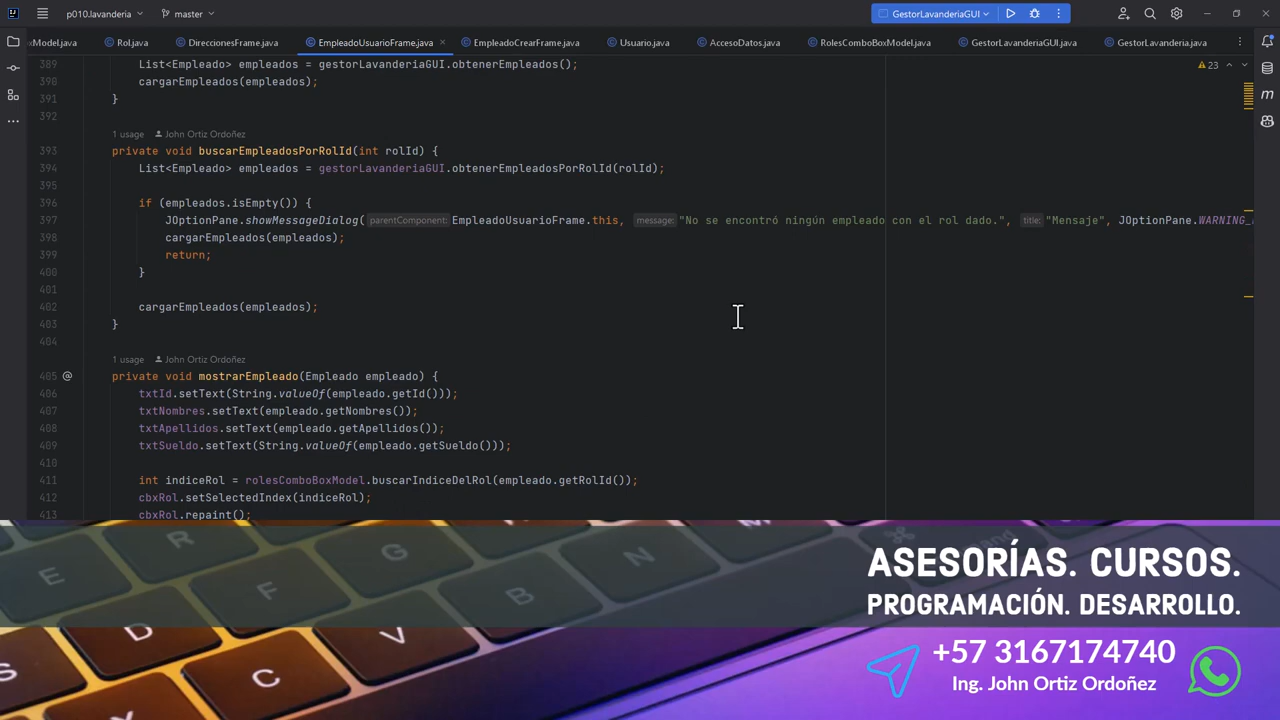 p010.lavanderia
master
GestorLavanderiaGUI
xModel.java
Rol.java
DireccionesFrame.java
EmpleadoUsuarioFrame.java
EmpleadoCrearFrame.java
Usuario.java
AccesoDatos.java
RolesComboBoxModel.java
GestorLavanderiaGUI.java
GestorLavanderia.java
23
389 List<Empleado> empleados = gestorLavanderiaGUI.obtenerEmpleados();
390 cargarEmpleados(empleados);
391 }
392
1 usage John Ortiz Ordoñez
393 private void buscarEmpleadosPorRolId(int rolId) {
394 List<Empleado> empleados = gestorLavanderiaGUI.obtenerEmpleadosPorRolId(rolId);
395
396 if (empleados.isEmpty()) {
397 JOptionPane.showMessageDialog( parentComponent: EmpleadoUsuarioFrame.this, message: "No se encontró ningún empleado con el rol dado.", title: "Mensaje", JOptionPane.WARNING_
398 cargarEmpleados(empleados);
399 return;
400 }
401
402 cargarEmpleados(empleados);
403 }
404
1 usage John Ortiz Ordoñez
405 @ private void mostrarEmpleado(Empleado empleado) {
406 txtId.setText(String.valueOf(empleado.getId()));
407 txtNombres.setText(empleado.getNombres());
408 txtApellidos.setText(empleado.getApellidos());
409 txtSueldo.setText(String.valueOf(empleado.getSueldo()));
410
411 int indiceRol = rolesComboBoxModel.buscarIndiceDelRol(empleado.getRolId());
412 cbxRol.setSelectedIndex(indiceRol);
413 cbxRol.repaint();
ASESORÍAS. CURSOS.
PROGRAMACIÓN. DESARROLLO.
+57 3167174740
Ing. John Ortiz Ordoñez
E
R
G
N
M
B
D
V
C
S